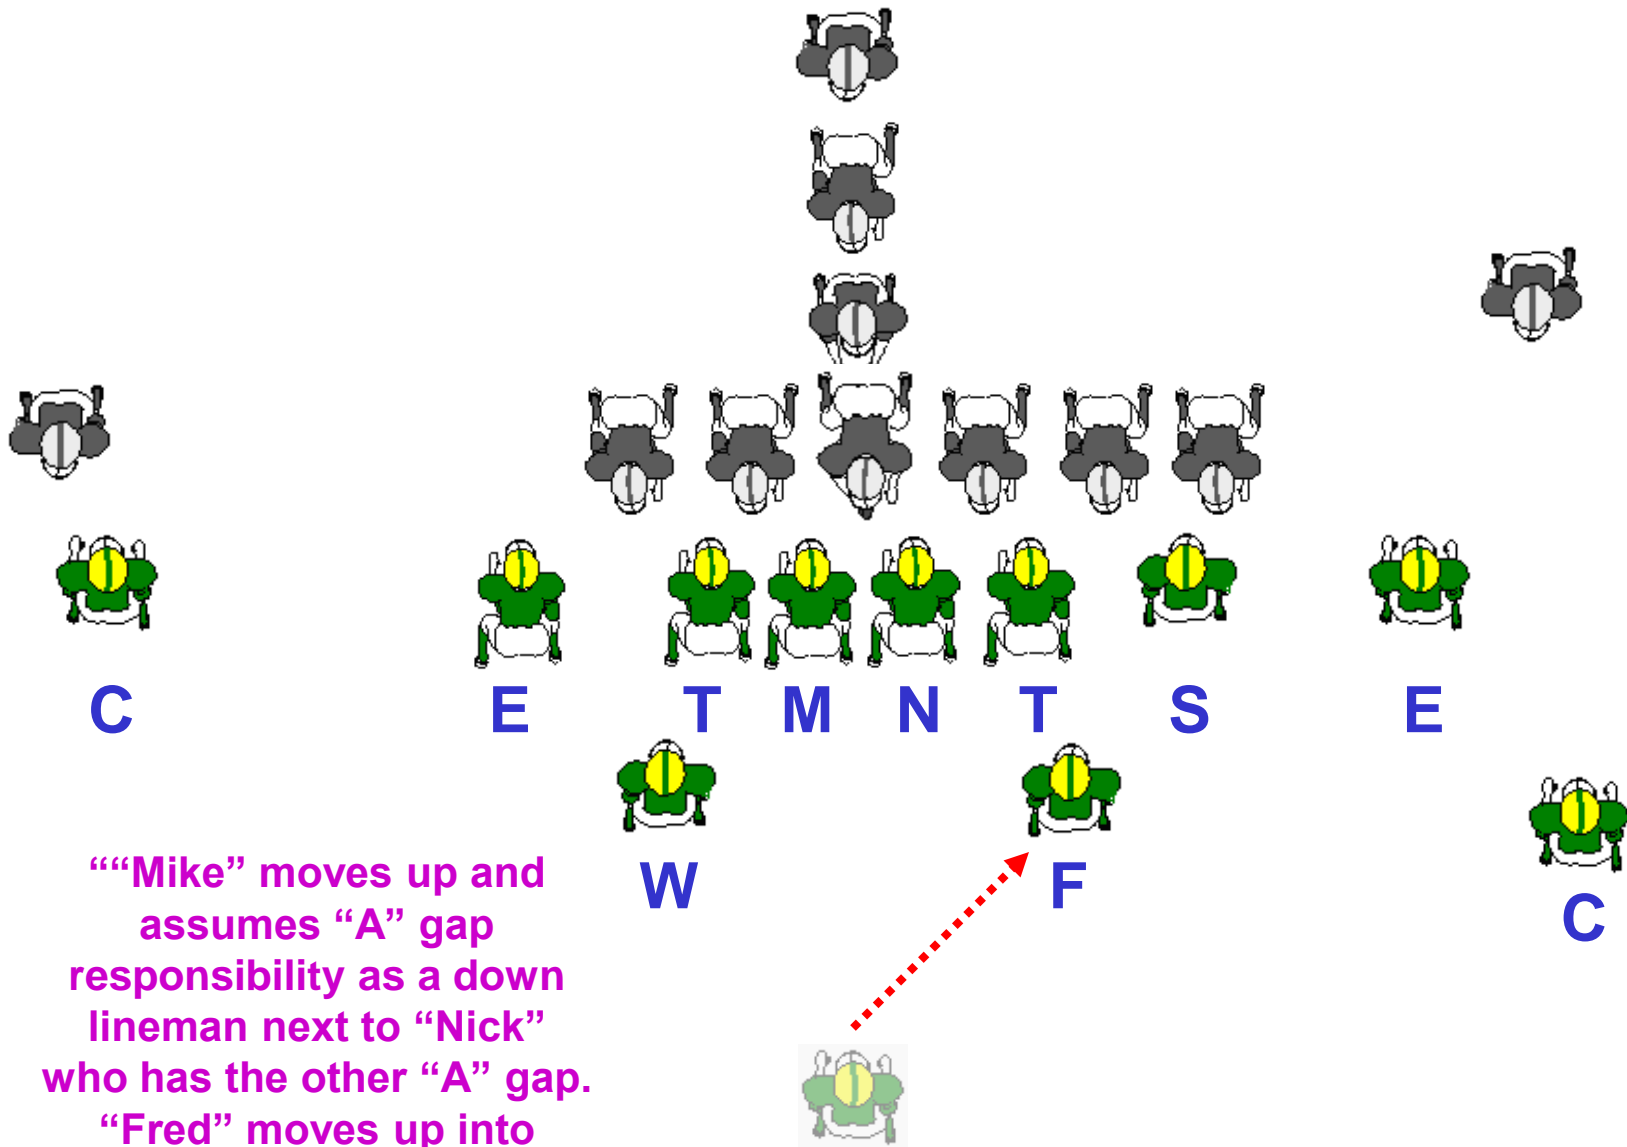 C E T M N T S E
W F C
““Mike” moves up and
assumes “A” gap
responsibility as a down
lineman next to “Nick”
who has the other “A” gap.
“Fred” moves up into